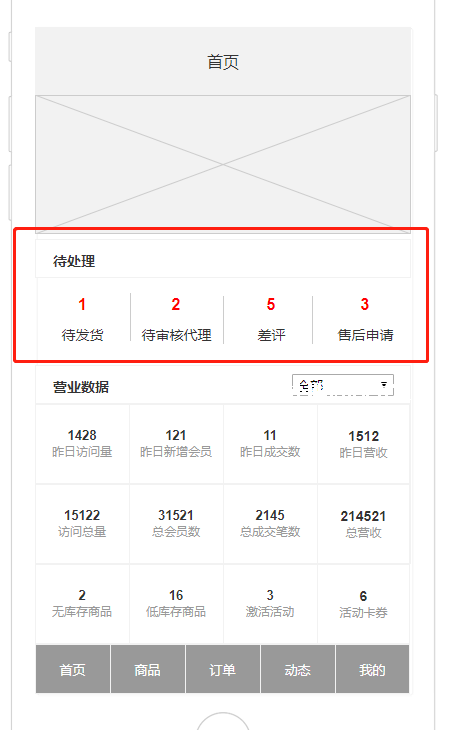 首页
待处理
1 2 5 3
待发货 待审核代理 差评 售后申请
营业数据 全部
1428 121 11 1512
昨日访问量 昨日新增会员 昨日成交数 昨日营收
15122 31521 2145 214521
访问总量 总会员数 总成交笔数 总营收
2 16 3 6
无库存商品 低库存商品 激活活动 活动卡券
首页 商品 订单 动态 我的